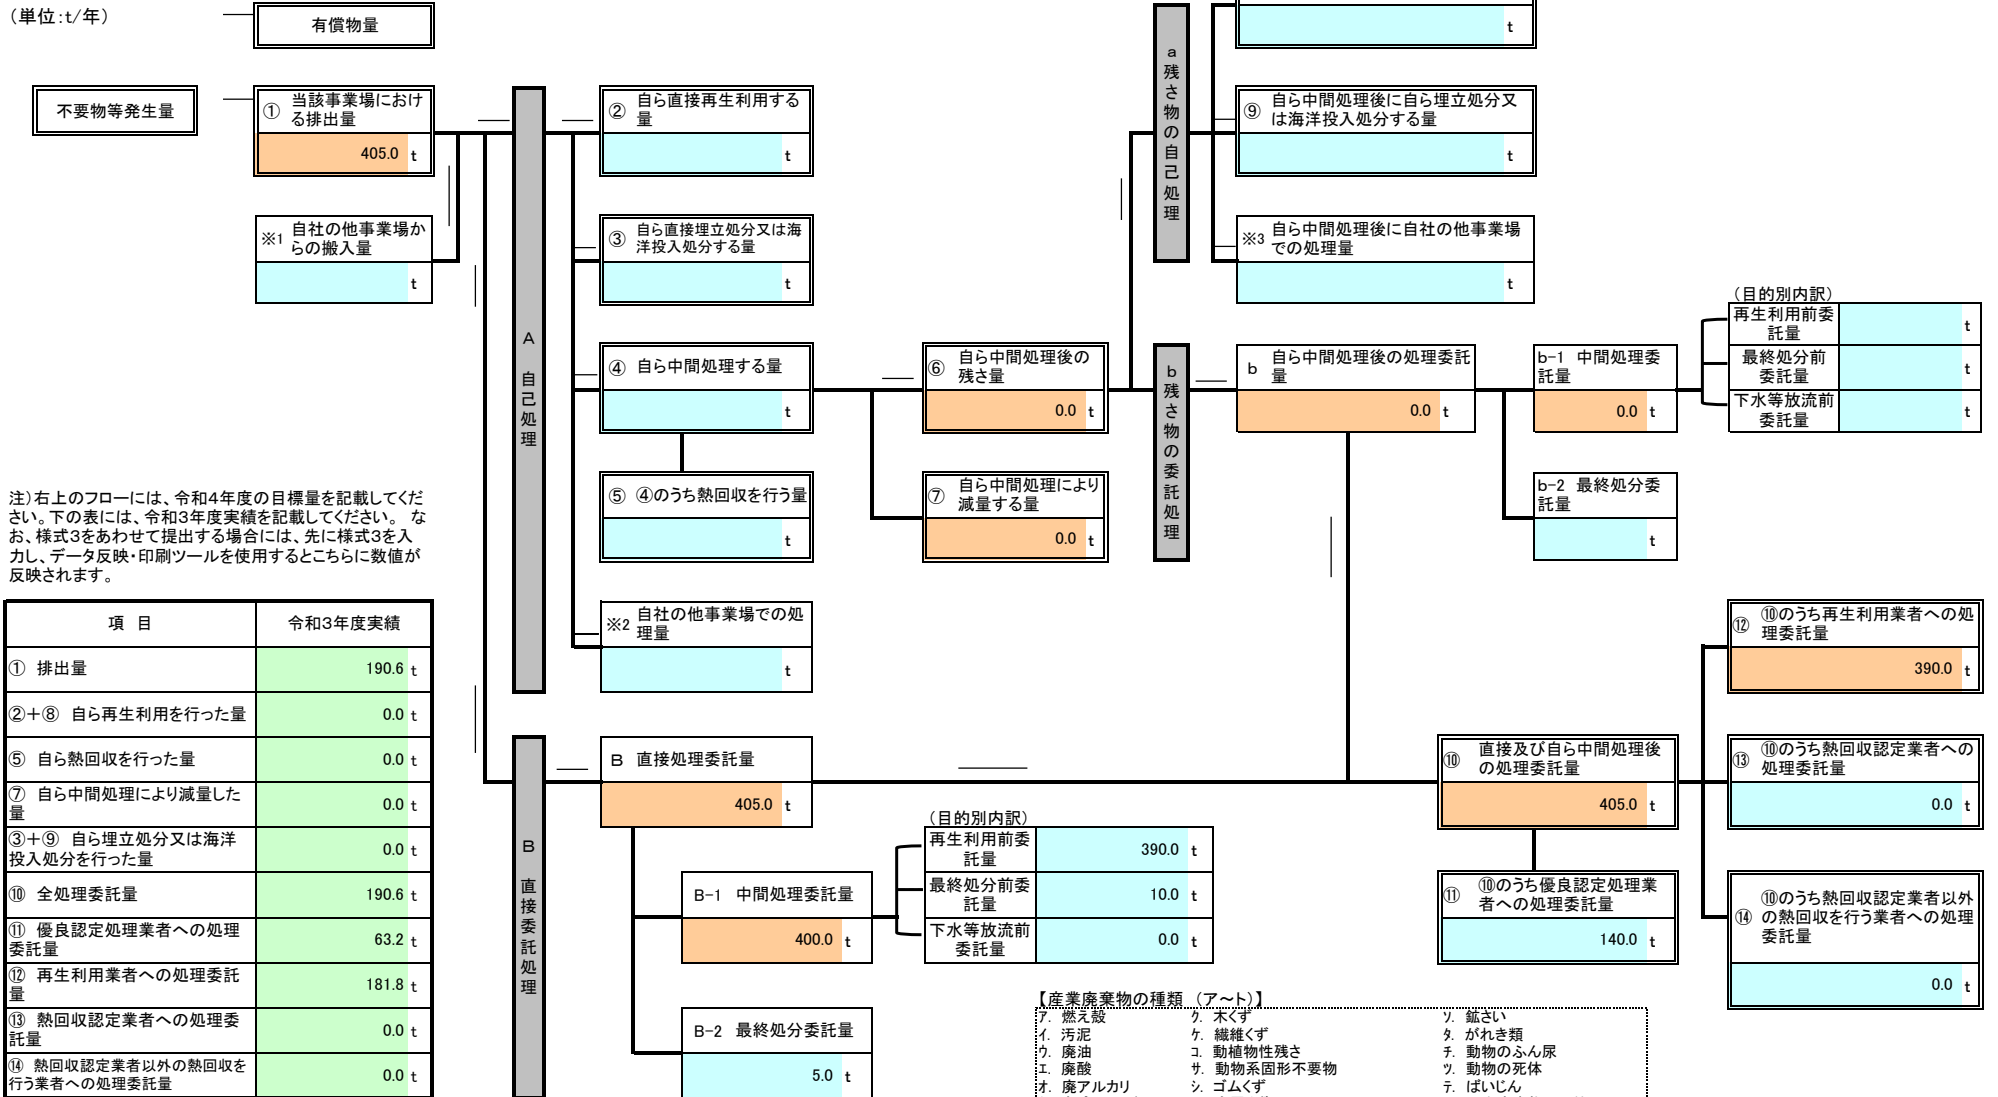 （単位:t/年）
有償物量
t
不要物等発生量
① 当該事業場におけ
る排出量
405.0 t
※1 自社の他事業場か
らの搬入量
t
A 自己処理
② 自ら直接再生利用する
量
t
③ 自ら直接埋立処分又は海
洋投入処分する量
t
④ 自ら中間処理する量
t
⑤ ④のうち熱回収を行う量
t
※2 自社の他事業場での処
理量
t
⑥ 自ら中間処理後の
残さ量
0.0 t
⑦ 自ら中間処理により
減量する量
0.0 t
a 残さ物の自己処理
⑨ 自ら中間処理後に自ら埋立処分又
は海洋投入処分する量
t
※3 自ら中間処理後に自社の他事業場
での処理量
t
b 残さ物の委託処理
b 自ら中間処理後の処理委託
量
0.0 t
b-1 中間処理委
託量
0.0 t
（目的別内訳）
再生利用前委
託量
t
最終処分前
委託量
t
下水等放流前
委託量
t
b-2 最終処分委
託量
t
注）右上のフローには、令和４年度の目標量を記載してくだ
さい。下の表には、令和３年度実績を記載してください。 な
お、様式３をあわせて提出する場合には、先に様式３を入
力し、データ反映・印刷ツールを使用するとこちらに数値が
反映されます。
項 目 令和３年度実績
① 排出量 190.6 t
②＋⑧ 自ら再生利用を行った量 0.0 t
⑤ 自ら熱回収を行った量 0.0 t
⑦ 自ら中間処理により減量した
量 0.0 t
③＋⑨ 自ら埋立処分又は海洋
投入処分を行った量 0.0 t
⑩ 全処理委託量 190.6 t
⑪ 優良認定処理業者への処理
委託量 63.2 t
⑫ 再生利用業者への処理委託
量 181.8 t
⑬ 熱回収認定業者への処理委
託量 0.0 t
⑭ 熱回収認定業者以外の熱回収を
行う業者への処理委託量 0.0 t
B 直接委託処理
B 直接処理委託量
405.0 t
B-1 中間処理委託量
400.0 t
（目的別内訳）
再生利用前委
託量
390.0 t
最終処分前委
託量
10.0 t
下水等放流前
委託量
0.0 t
B-2 最終処分委託量
5.0 t
⑩ 直接及び自ら中間処理後
の処理委託量
405.0 t
⑪ ⑩のうち優良認定処理業
者への処理委託量
140.0 t
⑫ ⑩のうち再生利用業者への処
理委託量
390.0 t
⑬ ⑩のうち熱回収認定業者への
処理委託量
0.0 t
⑭ ⑩のうち熱回収認定業者以外
の熱回収を行う業者への処理
委託量
0.0 t
【産業廃棄物の種類 （ア～ト）】
ア. 燃え殻
イ. 汚泥
ウ. 廃油
エ. 廃酸
オ. 廃アルカリ
ク. 木くず
ケ. 繊維くず
コ. 動植物性残さ
サ. 動物系固形不要物
シ. ゴムくず
ソ. 鉱さい
タ. がれき類
チ. 動物のふん尿
ツ. 動物の死体
テ. ばいじん